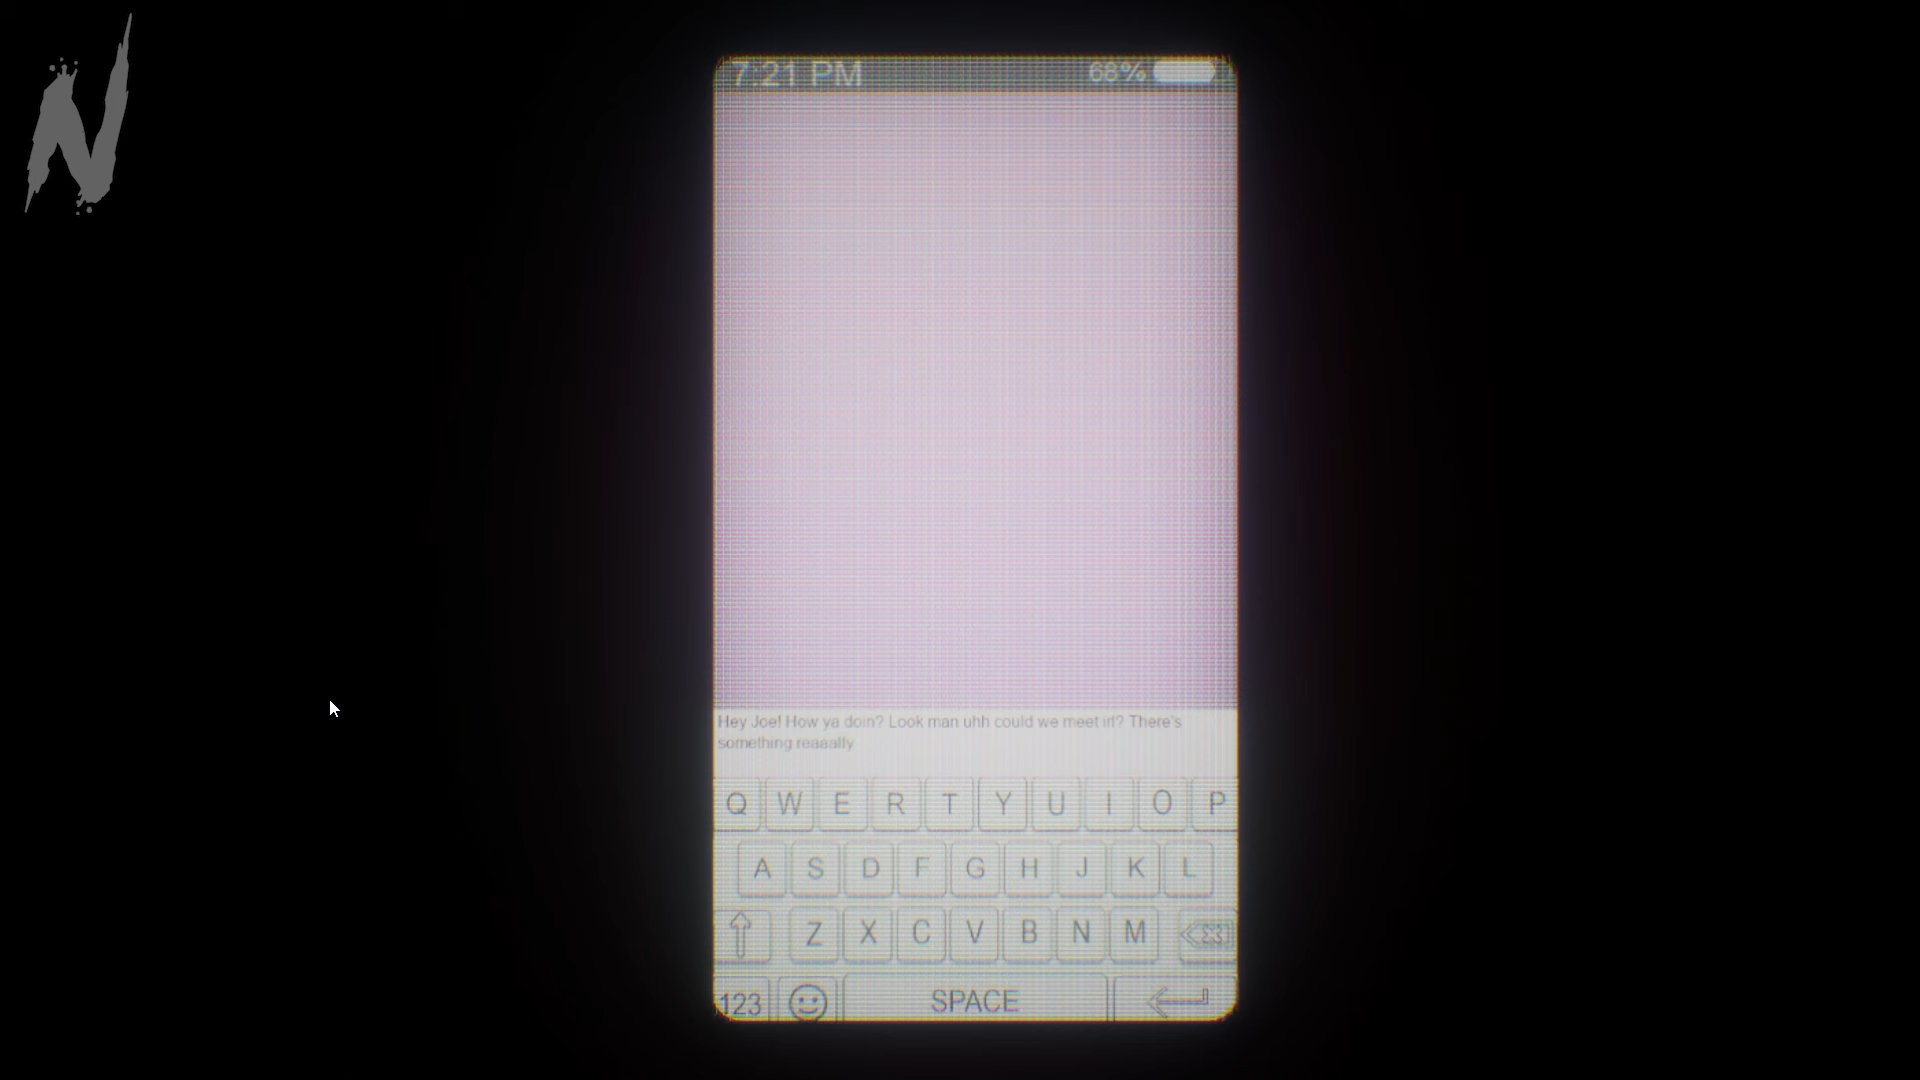 N
7:21 PM 68%
Hey Joe! How ya doin? Look man uhh could we meet irl? There's
something reaaally
Q W E R T Y U I O P
A S D F G H J K L
Z X C V B N M
123 SPACE